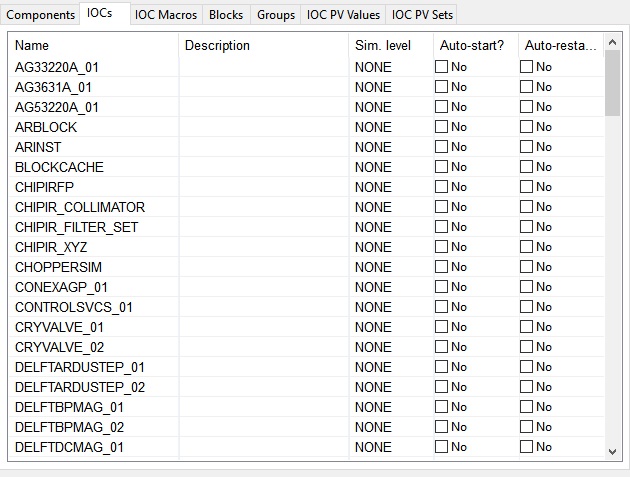 Components IOCs IOC Macros Blocks Groups IOC PV Values IOC PV Sets
Name Description Sim. level Auto-start? Auto-resta...
AG33220A_01 NONE No No
AG3631A_01 NONE No No
AG53220A_01 NONE No No
ARBLOCK NONE No No
ARINST NONE No No
BLOCKCACHE NONE No No
CHIPIRFP NONE No No
CHIPIR_COLLIMATOR NONE No No
CHIPIR_FILTER_SET NONE No No
CHIPIR_XYZ NONE No No
CHOPPERSIM NONE No No
CONEXAGP_01 NONE No No
CONTROLSVCS_01 NONE No No
CRYVALVE_01 NONE No No
CRYVALVE_02 NONE No No
DELFTARDUSTEP_01 NONE No No
DELFTARDUSTEP_02 NONE No No
DELFTBPMAG_01 NONE No No
DELFTBPMAG_02 NONE No No
DELFTDCMAG_01 NONE No No